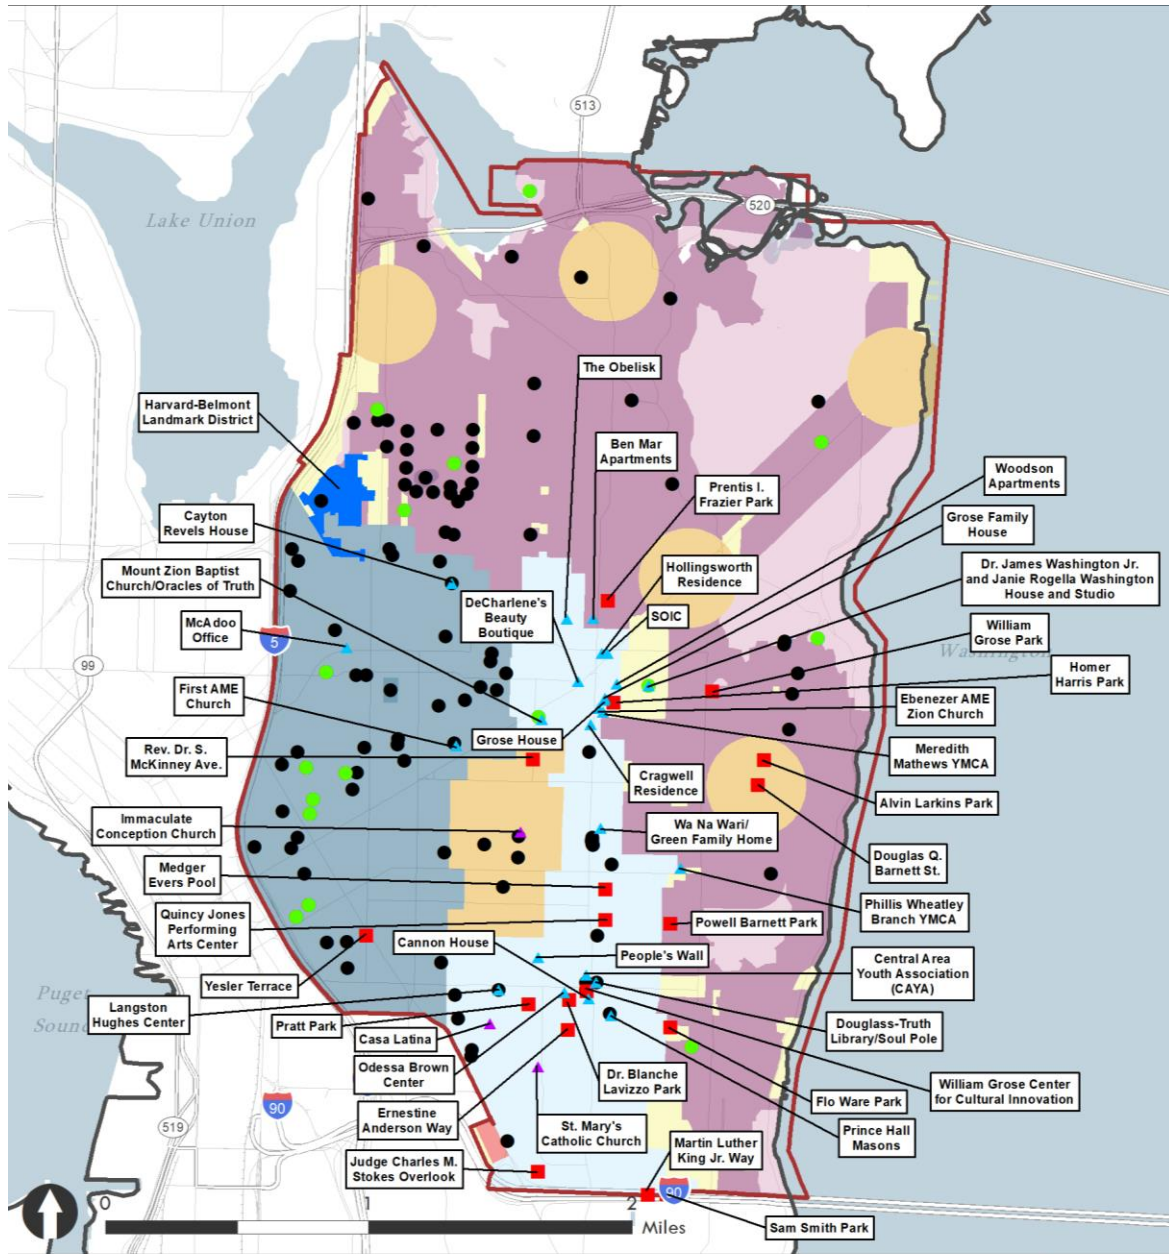 513
Lake Union
520
The Obelisk
Harvard-Belmont
Landmark District
Ben Mar
Apartments
Woodson
Apartments
Prentis I.
Frazier Park
Cayton
Revels House
Grose Family
House
Mount Zion Baptist
Church/Oracles of Truth
Hollingsworth
Residence
Dr. James Washington Jr.
and Janie Rogella Washington
House and Studio
DeCharlene's
Beauty
Boutique
SOIC
McAdoo
Office
5
William
Grose Park
Washington
99
Homer
Harris Park
First AME
Church
Ebenezer AME
Zion Church
Grose House
Rev. Dr. S.
McKinney Ave.
Meredith
Mathews YMCA
Cragwell
Residence
Alvin Larkins Park
Immaculate
Conception Church
Wa Na Wari/
Green Family Home
Douglas Q.
Barnett St.
Medger
Evers Pool
Phillis Wheatley
Branch YMCA
Quincy Jones
Performing
Arts Center
Powell Barnett Park
Cannon House
People's Wall
Central Area
Youth Association
(CAYA)
Yesler Terrace
Puget
Sound
Langston
Hughes Center
Pratt Park
Douglass-Truth
Library/Soul Pole
Casa Latina
Odessa Brown
Center
Dr. Blanche
Lavizzo Park
William Grose Center
for Cultural Innovation
Flo Ware Park
90
Ernestine
Anderson Way
519
St. Mary's
Catholic Church
Prince Hall
Masons
Martin Luther
King Jr. Way
Judge Charles M.
Stokes Overlook
90
0 1 2
Miles
Sam Smith Park